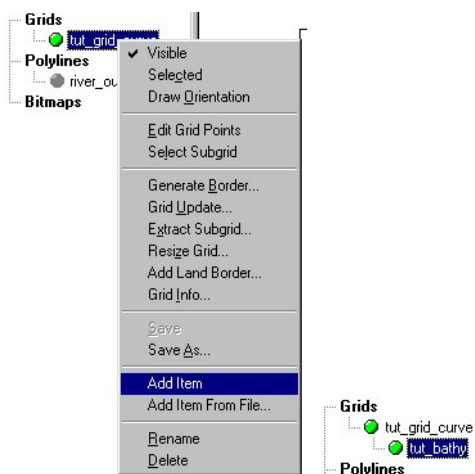 Grids
tut_grid_curve
Polylines
river_ou
Bitmaps
Visible
Selected
Draw Orientation
Edit Grid Points
Select Subgrid
Generate Border...
Grid Update...
Extract Subgrid...
Resize Grid...
Add Land Border...
Grid Info...
Save
Save As...
Add Item
Add Item From File...
Rename
Delete
Grids
tut_grid_curve
tut_bathy
Polylines